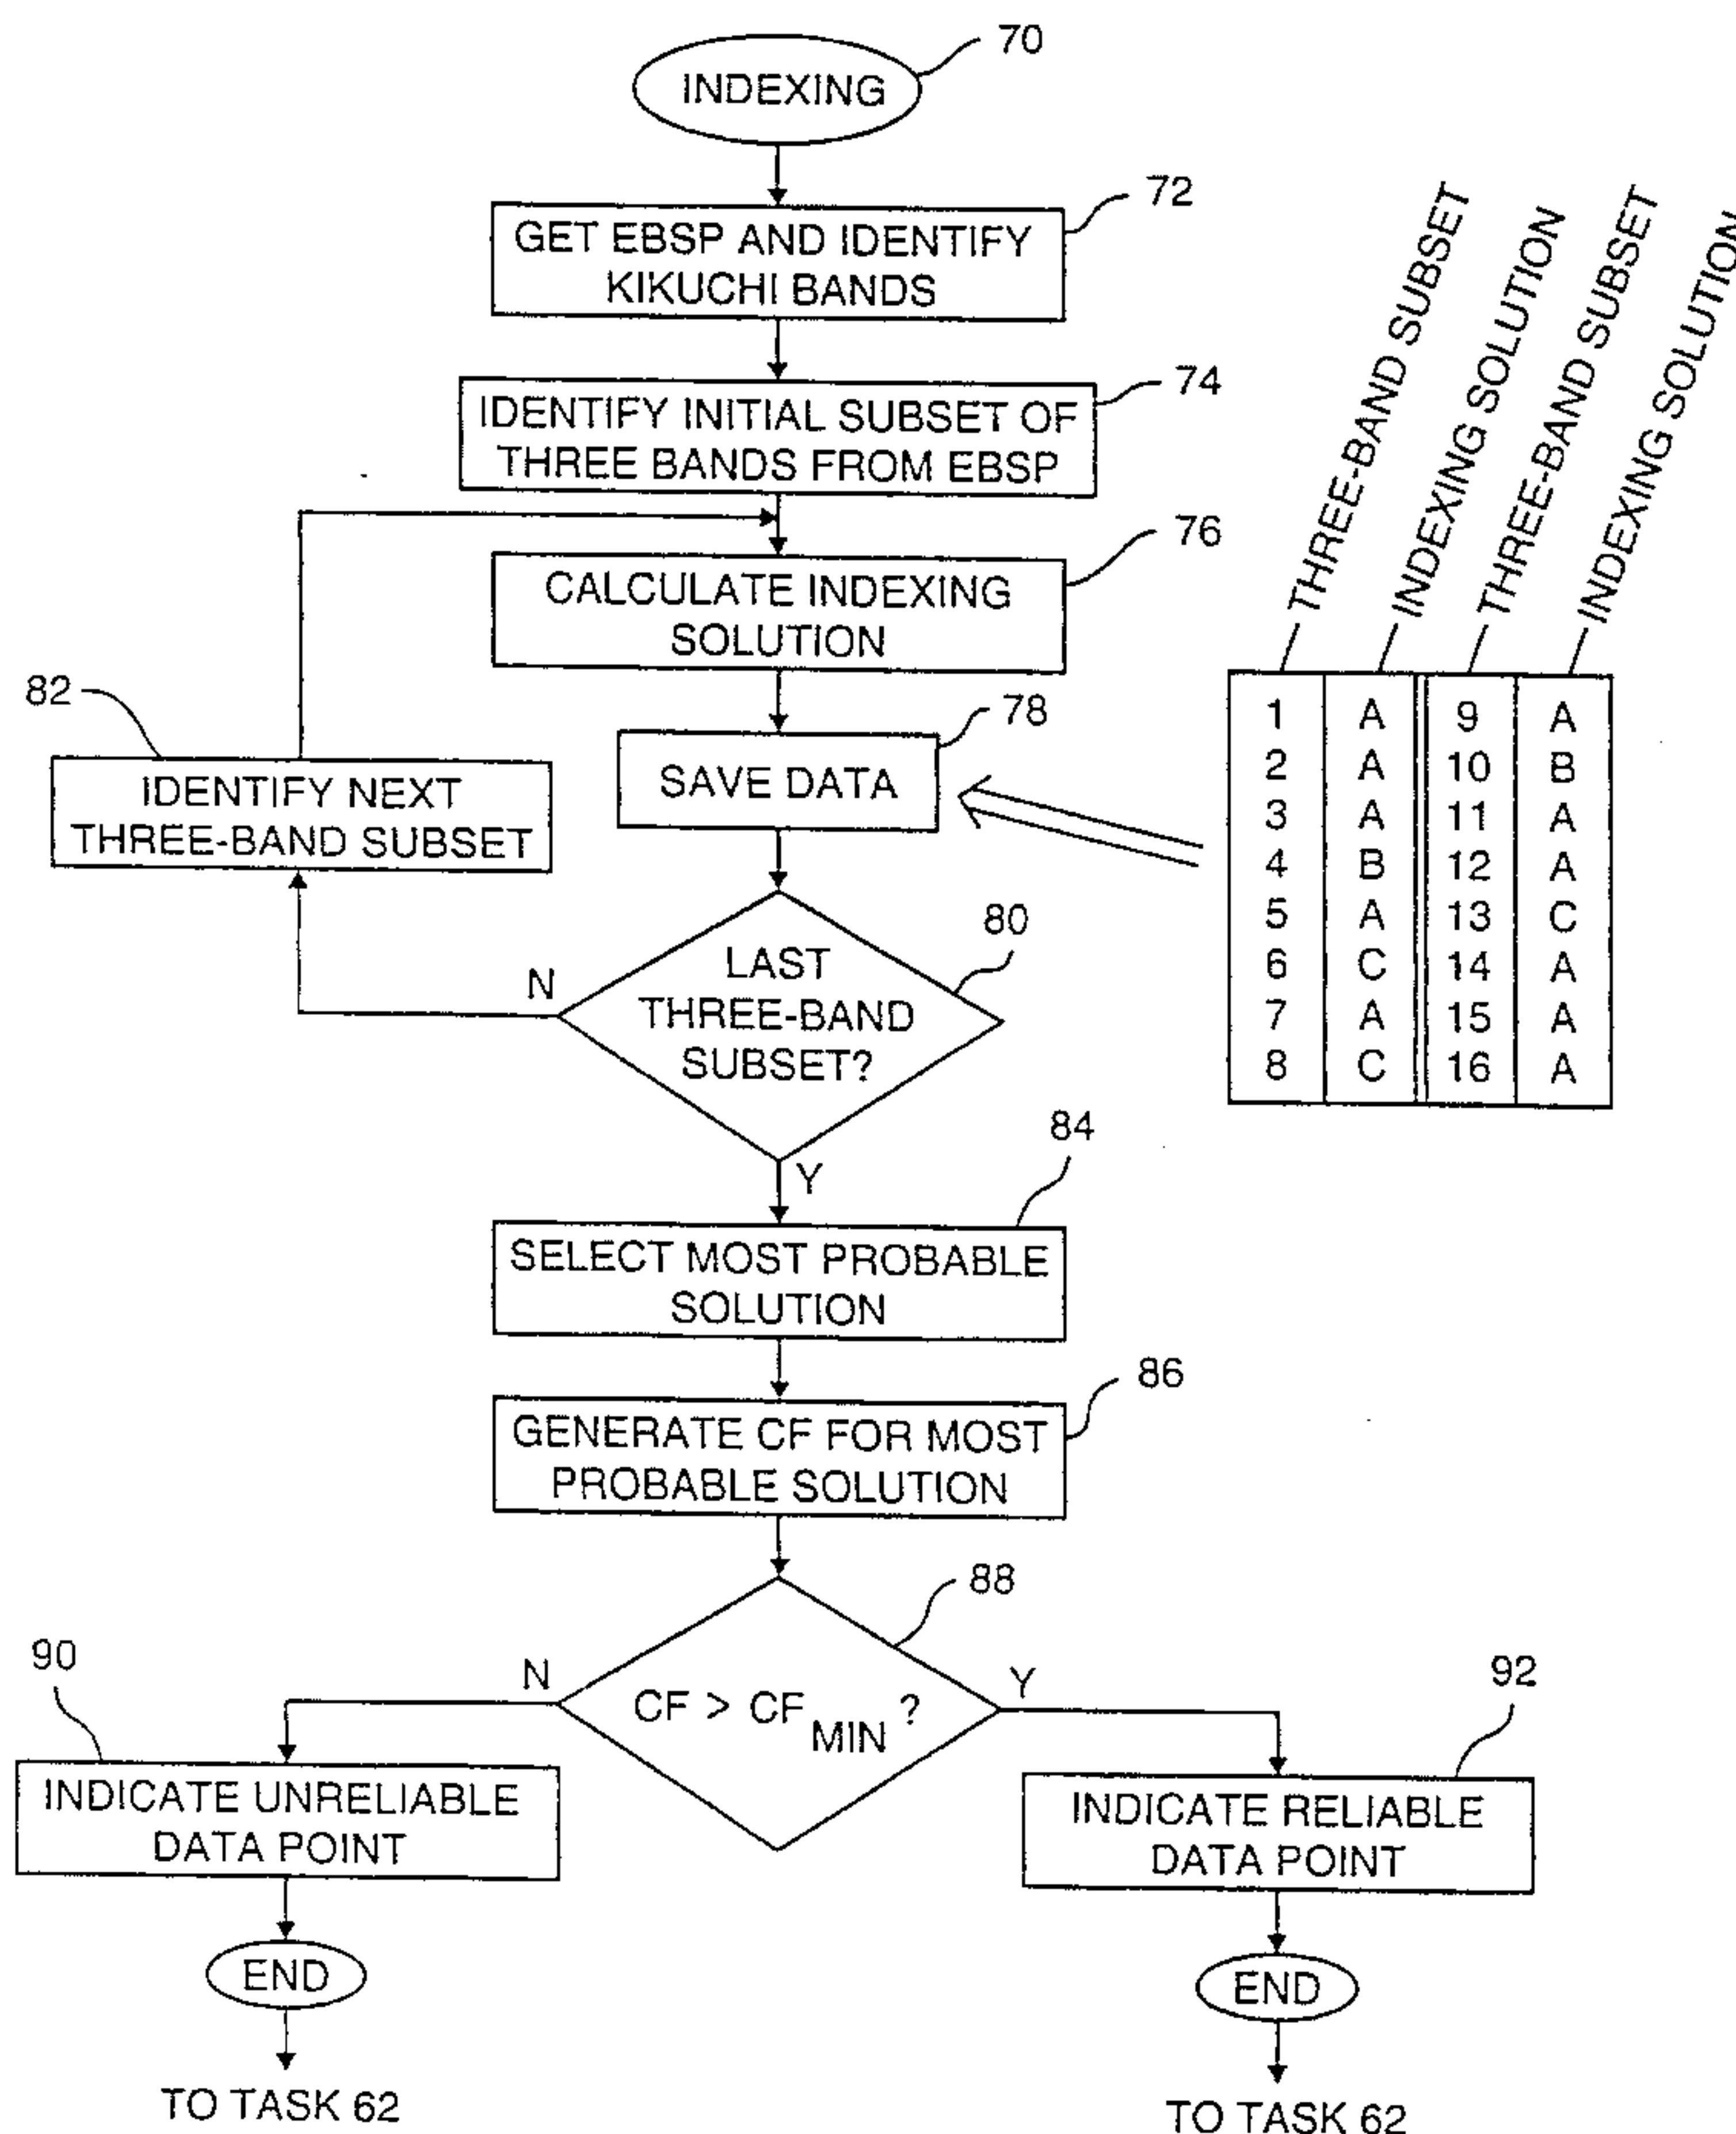 70
INDEXING
72
GET EBSP AND IDENTIFY
KIKUCHI BANDS
74
IDENTIFY INITIAL SUBSET OF
THREE BANDS FROM EBSP
76
CALCULATE INDEXING
SOLUTION
78
SAVE DATA
82
IDENTIFY NEXT
THREE-BAND SUBSET
80
LAST
THREE-BAND
SUBSET?
N
Y
THREE-BAND SUBSET
INDEXING SOLUTION
THREE-BAND SUBSET
INDEXING SOLUTION
1 A 9 A
2 A 10 B
3 A 11 A
4 B 12 A
5 A 13 C
6 C 14 A
7 A 15 A
8 C 16 A
84
SELECT MOST PROBABLE
SOLUTION
86
GENERATE CF FOR MOST
PROBABLE SOLUTION
88
CF > CF MIN ?
N
Y
90
INDICATE UNRELIABLE
DATA POINT
END
TO TASK 62
92
INDICATE RELIABLE
DATA POINT
END
TO TASK 62